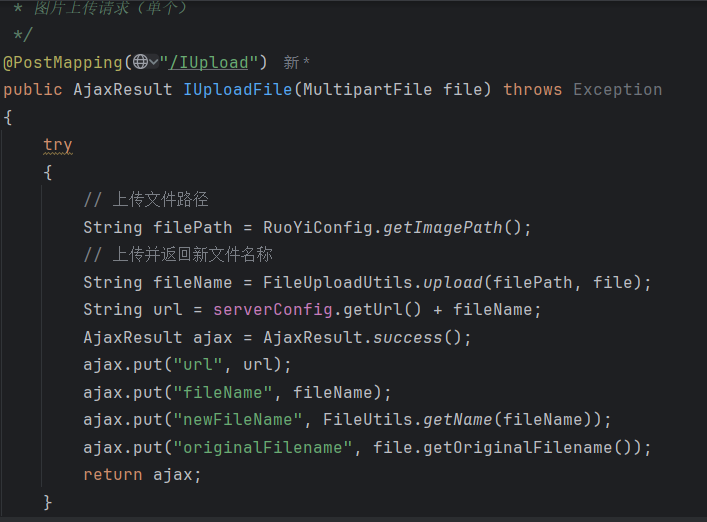 * 图片上传请求（单个）
*/
@PostMapping("/IUpload") 新 *
public AjaxResult IUploadFile(MultipartFile file) throws Exception
{
try
{
// 上传文件路径
String filePath = RuoYiConfig.getImagePath();
// 上传并返回新文件名称
String fileName = FileUploadUtils.upload(filePath, file);
String url = serverConfig.getUrl() + fileName;
AjaxResult ajax = AjaxResult.success();
ajax.put("url", url);
ajax.put("fileName", fileName);
ajax.put("newFileName", FileUtils.getName(fileName));
ajax.put("originalFilename", file.getOriginalFilename());
return ajax;
}